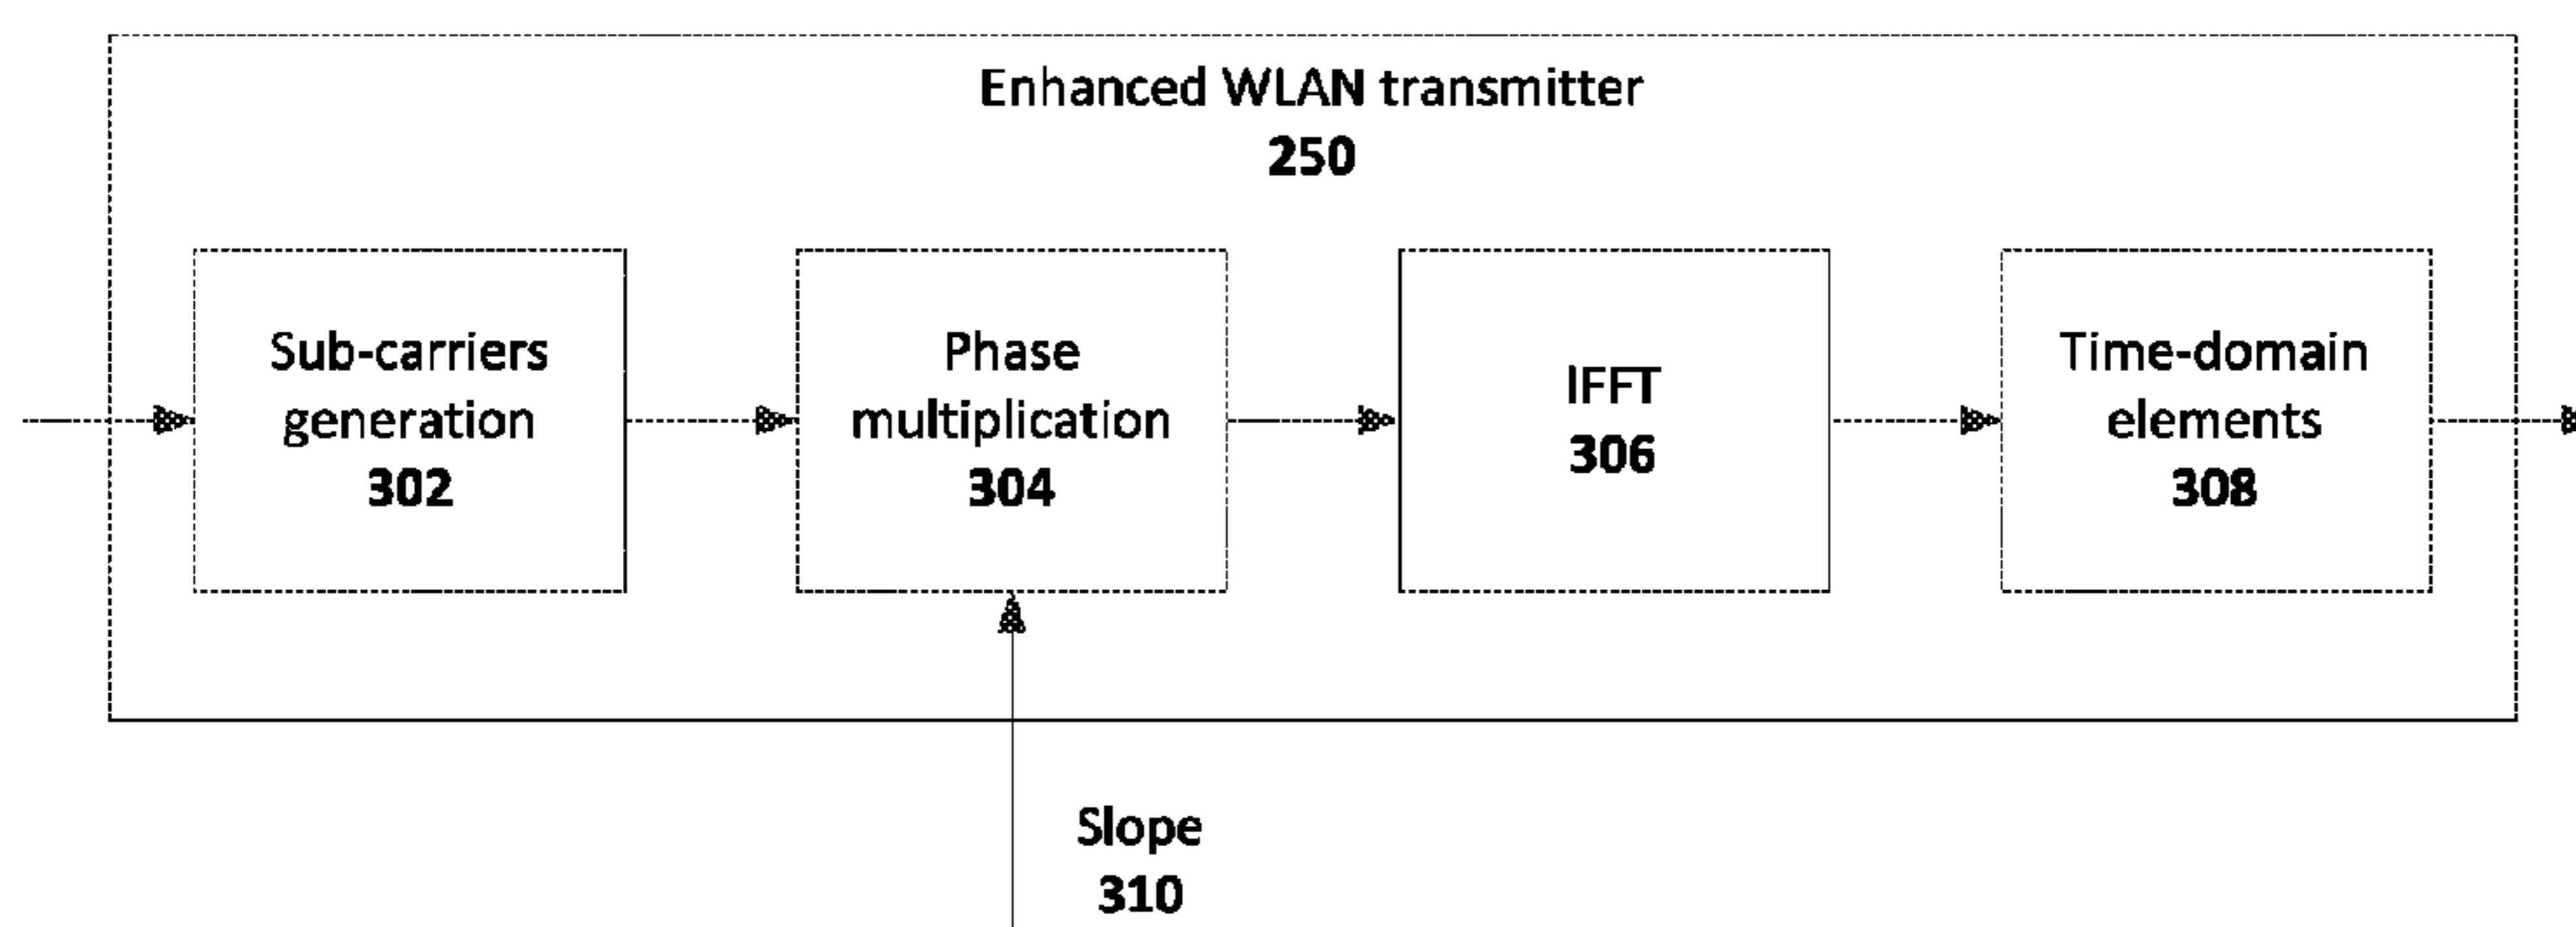 Enhanced WLAN transmitter
250
Sub-carriers
generation
302
Phase
multiplication
304
IFFT
306
Time-domain
elements
308
Slope
310